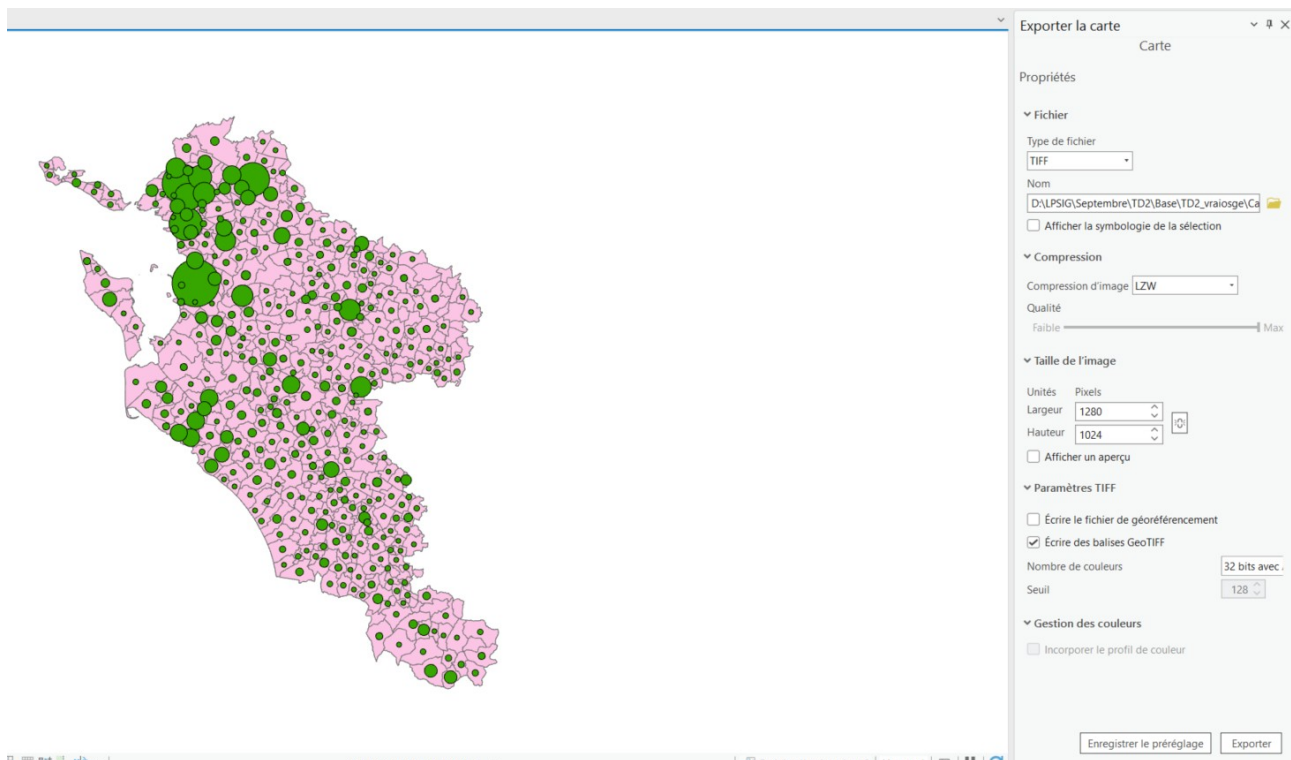 Exporter la carte
Carte
Propriétés
Fichier
Type de fichier
TIFF
Nom
D:\LPSIG\Septembre\TD2\Base\TD2_vraiosge\Ca
Afficher la symbologie de la sélection
Compression
Compression d'image LZW
Qualité
Faible Max
Taille de l'image
Unités Pixels
Largeur 1280
Hauteur 1024
Afficher un aperçu
Paramètres TIFF
Écrire le fichier de géoréférencement
Écrire des balises GeoTIFF
Nombre de couleurs 32 bits avec
Seuil 128
Gestion des couleurs
Incorporer le profil de couleur
Enregistrer le préréglage Exporter